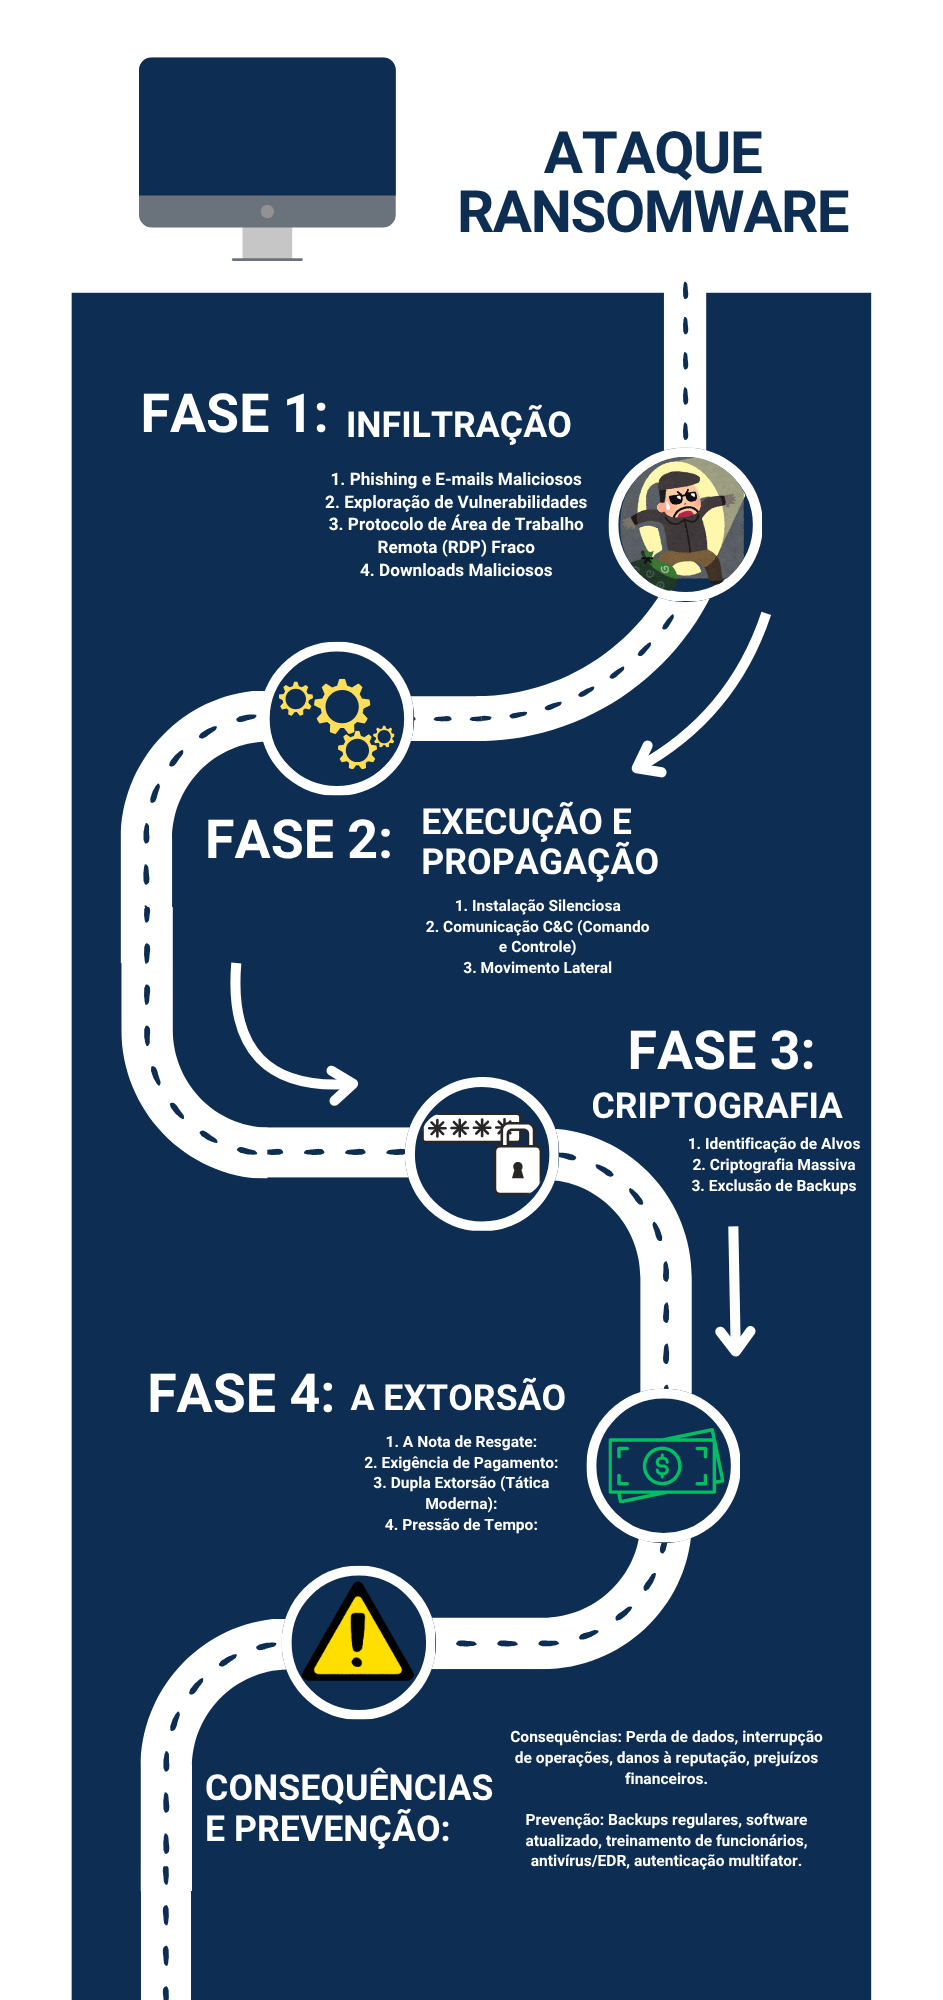 ATAQUE
RANSOMWARE
FASE 1: INFILTRAÇÃO
1. Phishing e E-mails Maliciosos
2. Exploração de Vulnerabilidades
3. Protocolo de Área de Trabalho
Remota (RDP) Fraco
4. Downloads Maliciosos
FASE 2:
EXECUÇÃO E
PROPAGAÇÃO
1. Instalação Silenciosa
2. Comunicação C&C (Comando
e Controle)
3. Movimento Lateral
FASE 3:
CRIPTOGRAFIA
1. Identificação de Alvos
2. Criptografia Massiva
3. Exclusão de Backups
FASE 4: A EXTORSÃO
1. A Nota de Resgate:
2. Exigência de Pagamento:
3. Dupla Extorsão (Tática
Moderna):
4. Pressão de Tempo:
CONSEQUÊNCIAS
E PREVENÇÃO:
Consequências: Perda de dados, interrupção
de operações, danos à reputação, prejuízos
financeiros.
Prevenção: Backups regulares, software
atualizado, treinamento de funcionários,
antivírus/EDR, autenticação multifator.